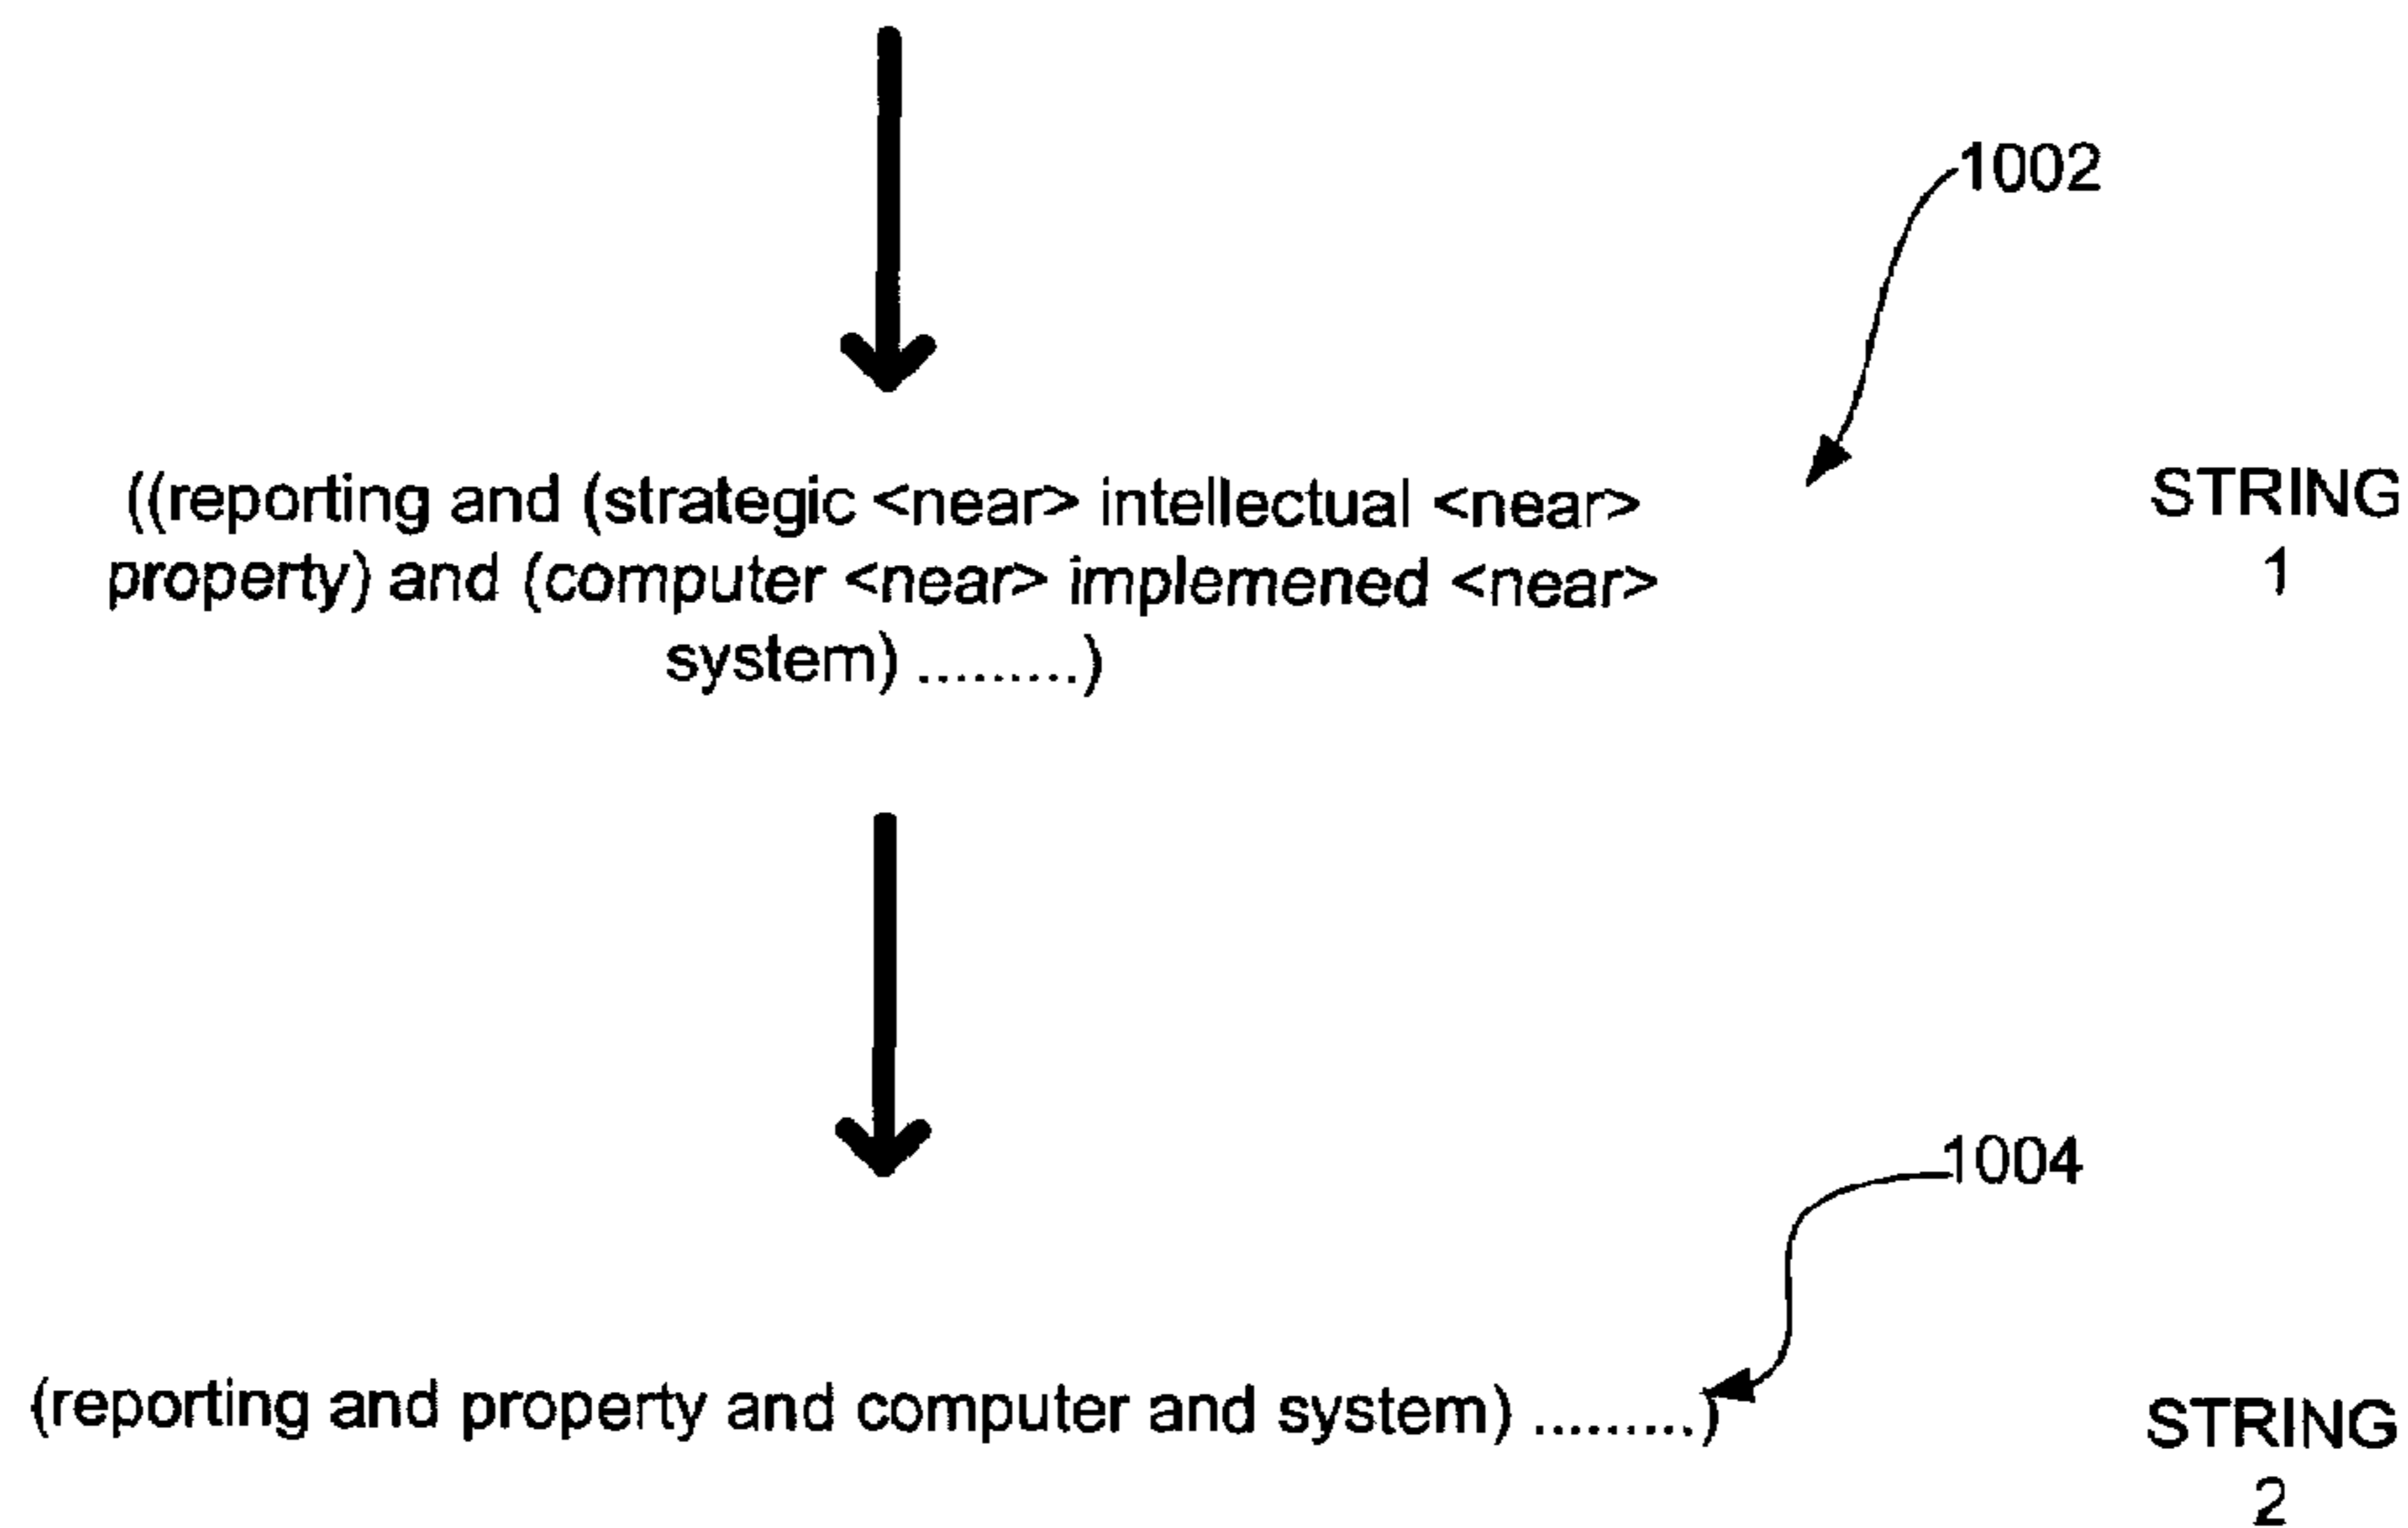 1002
((reporting and (strategic <near> intellectual <near>
property) and (computer <near> implemened <near>
system) .........)
STRING
1
1004
(reporting and property and computer and system) .........)
STRING
2